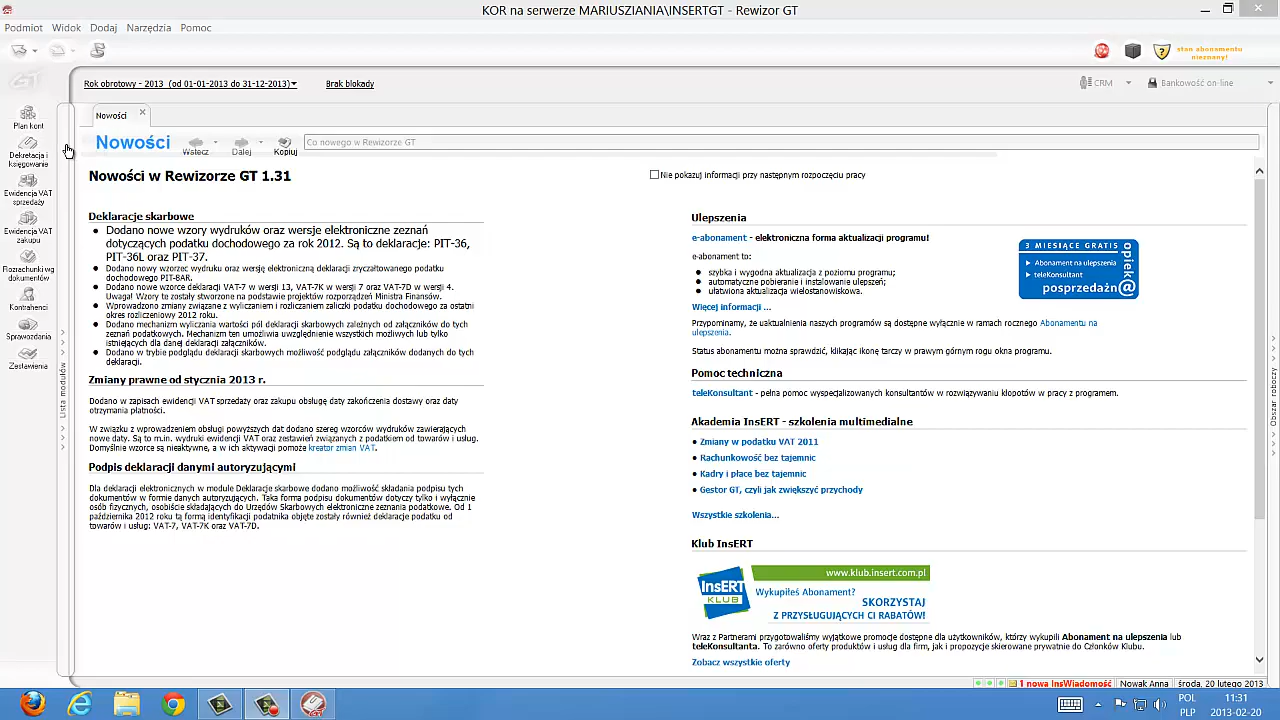 KOR na serwerze MARIUSZIANIA\INSERTGT - Rewizor GT
Podmiot Widok Dodaj Narzędzia Pomoc
stan abonamentu
nieznany!
Rok obrotowy - 2013 (od 01-01-2013 do 31-12-2013)
Brak blokady
CRM
Bankowość on-line
Plan kont
Dekretacja i
księgowanie
Ewidencja VAT
sprzedaży
Ewidencja VAT
zakupu
Rozrachunki wg
dokumentów
Kontrahenci
Sprawozdania
Zestawienia
Lista modułów
Nowości
Nowości
Wstecz
Dalej
Kopiuj
Co nowego w Rewizorze GT
Nowości w Rewizorze GT 1.31
Nie pokazuj informacji przy następnym rozpoczęciu pracy
Deklaracje skarbowe
Dodano nowe wzory wydruków oraz wersje elektroniczne zeznań
dotyczących podatku dochodowego za rok 2012. Są to deklaracje: PIT-36,
PIT-36L oraz PIT-37.
Dodano nowy wzorzec wydruku oraz wersję elektroniczną deklaracji zryczałtowanego podatku
dochodowego PIT-8AR.
Dodano nowe wzorce deklaracji VAT-7 w wersji 13, VAT-7K w wersji 7 oraz VAT-7D w wersji 4.
Uwaga! Wzory te zostały stworzone na podstawie projektów rozporządzeń Ministra Finansów.
Wprowadzono zmiany związane z wyliczaniem i rozliczaniem zaliczki podatku dochodowego za ostatni
okres rozliczeniowy 2012 roku.
Dodano mechanizm wyliczania wartości pól deklaracji skarbowych zależnych od załączników do tych
zeznań podatkowych. Mechanizm ten umożliwia uwzględnienie wszystkich możliwych lub tylko
istniejących dla danej deklaracji załączników.
Dodano w trybie podglądu deklaracji skarbowych możliwość podglądu załączników dodanych do tych
deklaracji.
Zmiany prawne od stycznia 2013 r.
Dodano w zapisach ewidencji VAT sprzedaży oraz zakupu obsługę daty zakończenia dostawy oraz daty
otrzymania płatności.
W związku z wprowadzeniem obsługi powyższych dat dodano szereg wzorców wydruków zawierających
nowe daty. Są to m.in. wydruki ewidencji VAT oraz zestawień związanych z podatkiem od towarów i usług.
Domyślnie wzorce są nieaktywne, a w ich aktywacji pomoże kreator zmian VAT.
Podpis deklaracji danymi autoryzującymi
Dla deklaracji elektronicznych w module Deklaracje skarbowe dodano możliwość składania podpisu tych
dokumentów w formie danych autoryzujących. Taka forma podpisu dokumentów dotyczy tylko i wyłącznie
osób fizycznych, osobiście składających do Urzędów Skarbowych elektroniczne zeznania podatkowe. Od 1
października 2012 roku tą formą identyfikacji podatnika objęte zostały również deklaracje podatku od
towarów i usług: VAT-7, VAT-7K oraz VAT-7D.
Ulepszenia
e-abonament - elektroniczna forma aktualizacji programu!
e-abonament to:
szybka i wygodna aktualizacja z poziomu programu;
automatyczne pobieranie i instalowanie ulepszeń;
ułatwiona aktualizacja wielostanowiskowa.
Więcej informacji ...
3 MIESIĄCE GRATIS
Abonament na ulepszenia
teleKonsultant
opiek@
posprzedażn
Przypominamy, że uaktualnienia naszych programów są dostępne wyłącznie w ramach rocznego Abonamentu na
ulepszenia.
Status abonamentu można sprawdzić, klikając ikonę tarczy w prawym górnym rogu okna programu.
Pomoc techniczna
teleKonsultant - pełna pomoc wyspecjalizowanych konsultantów w rozwiązywaniu kłopotów w pracy z programem.
Akademia InsERT - szkolenia multimedialne
Zmiany w podatku VAT 2011
Rachunkowość bez tajemnic
Kadry i płace bez tajemnic
Gestor GT, czyli jak zwiększyć przychody
Wszystkie szkolenia...
Klub InsERT
InsERT
KLUB
www.klub.insert.com.pl
Wykupiłeś Abonament?
SKORZYSTAJ
Z PRZYSŁUGUJĄCYCH CI RABATÓW!
Wraz z Partnerami przygotowaliśmy wyjątkowe promocje dostępne dla użytkowników, którzy wykupili Abonament na ulepszenia lub
teleKonsultanta. To zarówno oferty produktów i usług dla firm, jak i propozycje skierowane prywatnie do Członków Klubu.
Zobacz wszystkie oferty
Obszar roboczy
1 nowa InsWiadomość
Nowak Anna
środa, 20 lutego 2013
POL
PLP
11:31
2013-02-20